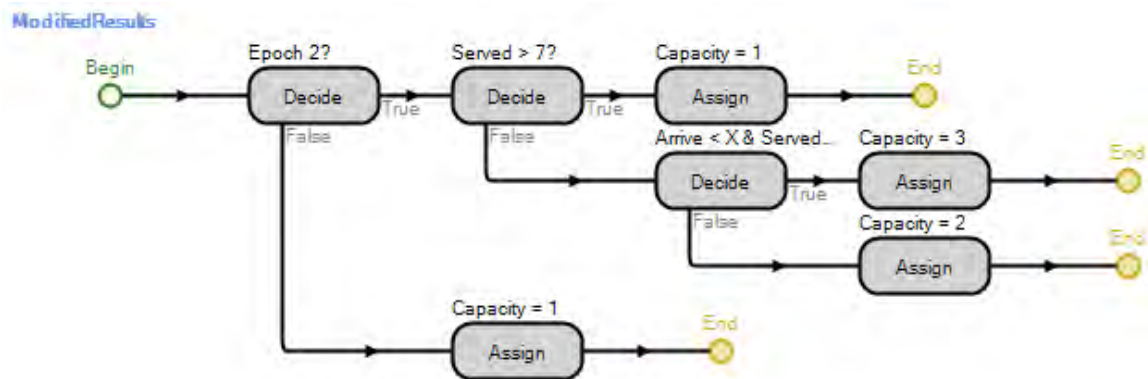 ModifiedResults
Epoch 2? Served > 7? Capacity = 1
Begin Decide True Decide True Assign End
False False Arrive < X & Served... Capacity = 3
Decide True Assign End
False Capacity = 2
Assign End
Capacity = 1
Assign End